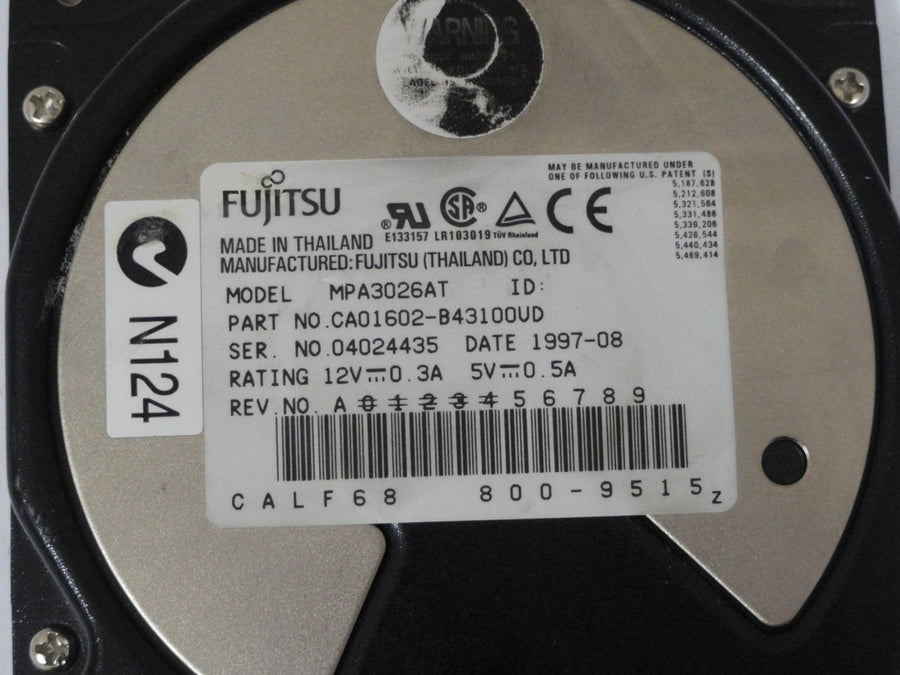 WARNING
LABEL
FUJITSU
MAY BE MANUFACTURED UNDER
ONE OF FOLLOWING U.S. PATENT (S)
5,187,628
5,212,608
5,321,564
5,331,486
5,339,206
5,426,544
5,440,434
5,469,414
E133157 LR103019 TÜV Rheinland
MADE IN THAILAND
MANUFACTURED: FUJITSU (THAILAND) CO, LTD
MODEL MPA3026AT ID:
PART NO. CA01602-B43100UD
SER. NO. 04024435 DATE 1997-08
RATING 12V⎓0.3A 5V⎓0.5A
REV. NO. A 0 1 2 3 4 5 6 7 8 9
CALF68 800-9515Z
N124